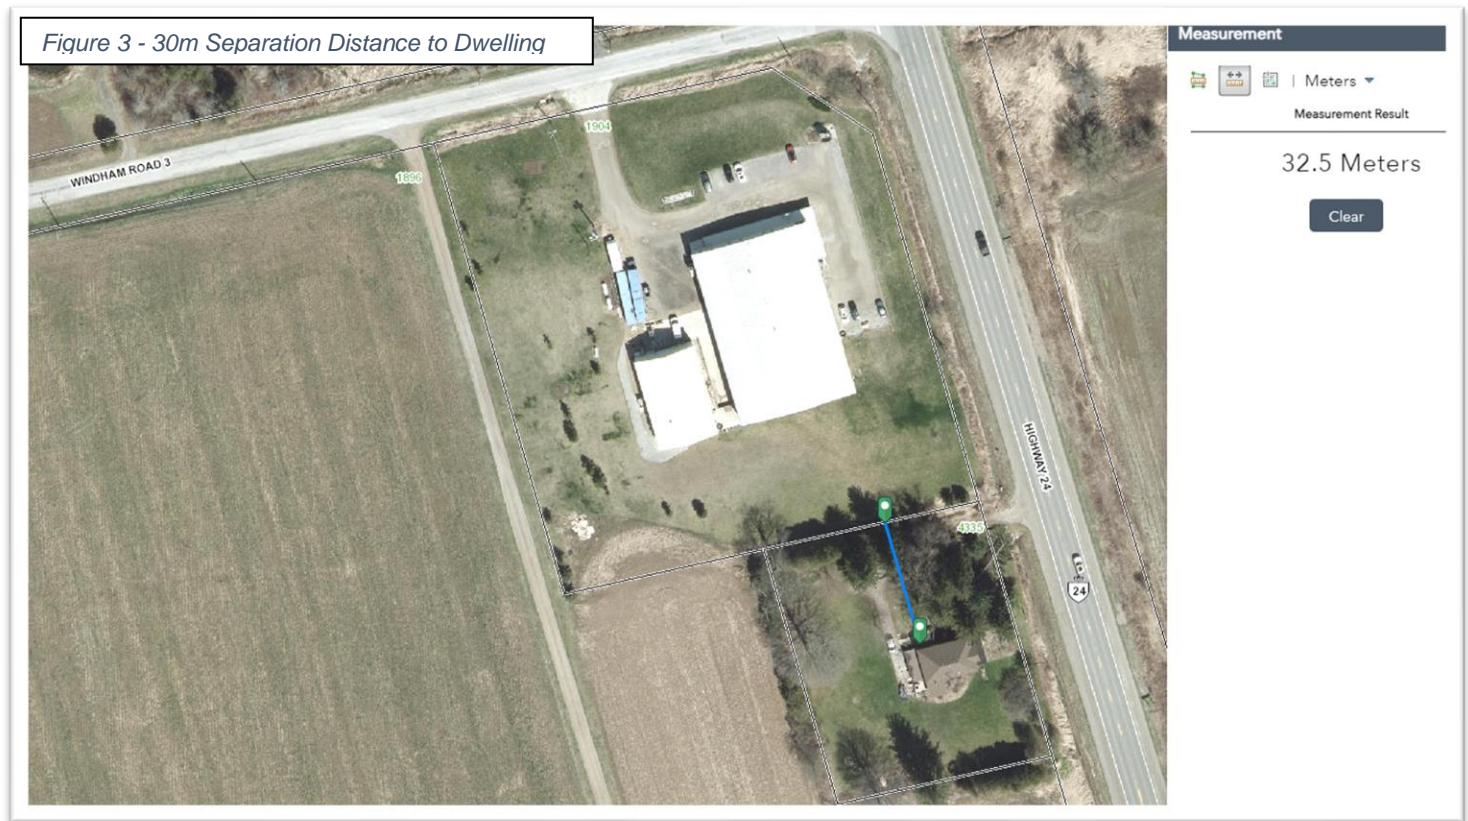 Figure 3 - 30m Separation Distance to Dwelling
Measurement
| Meters
Measurement Result
32.5 Meters
Clear
1904
WINDHAM ROAD 3
1896
HIGHWAY 24
4335
24